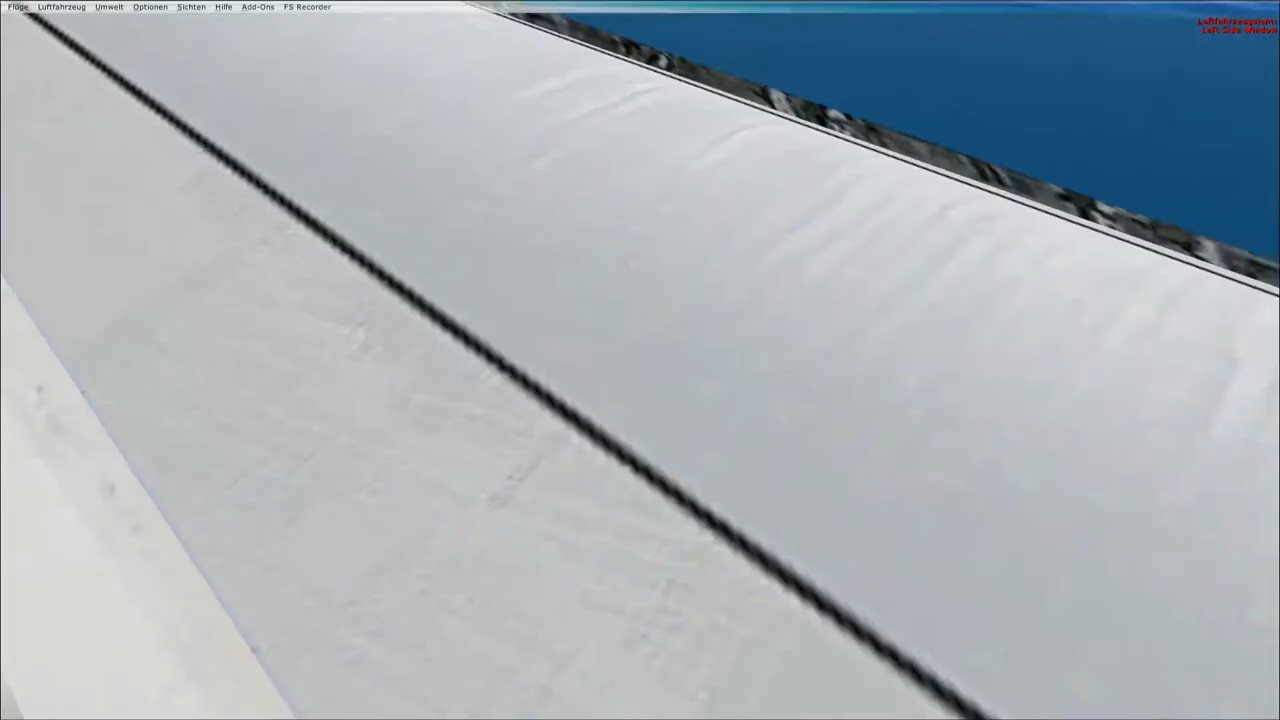 Flüge Luftfahrzeug Umwelt Optionen Sichten Hilfe Add-Ons FS Recorder
Left Side Window